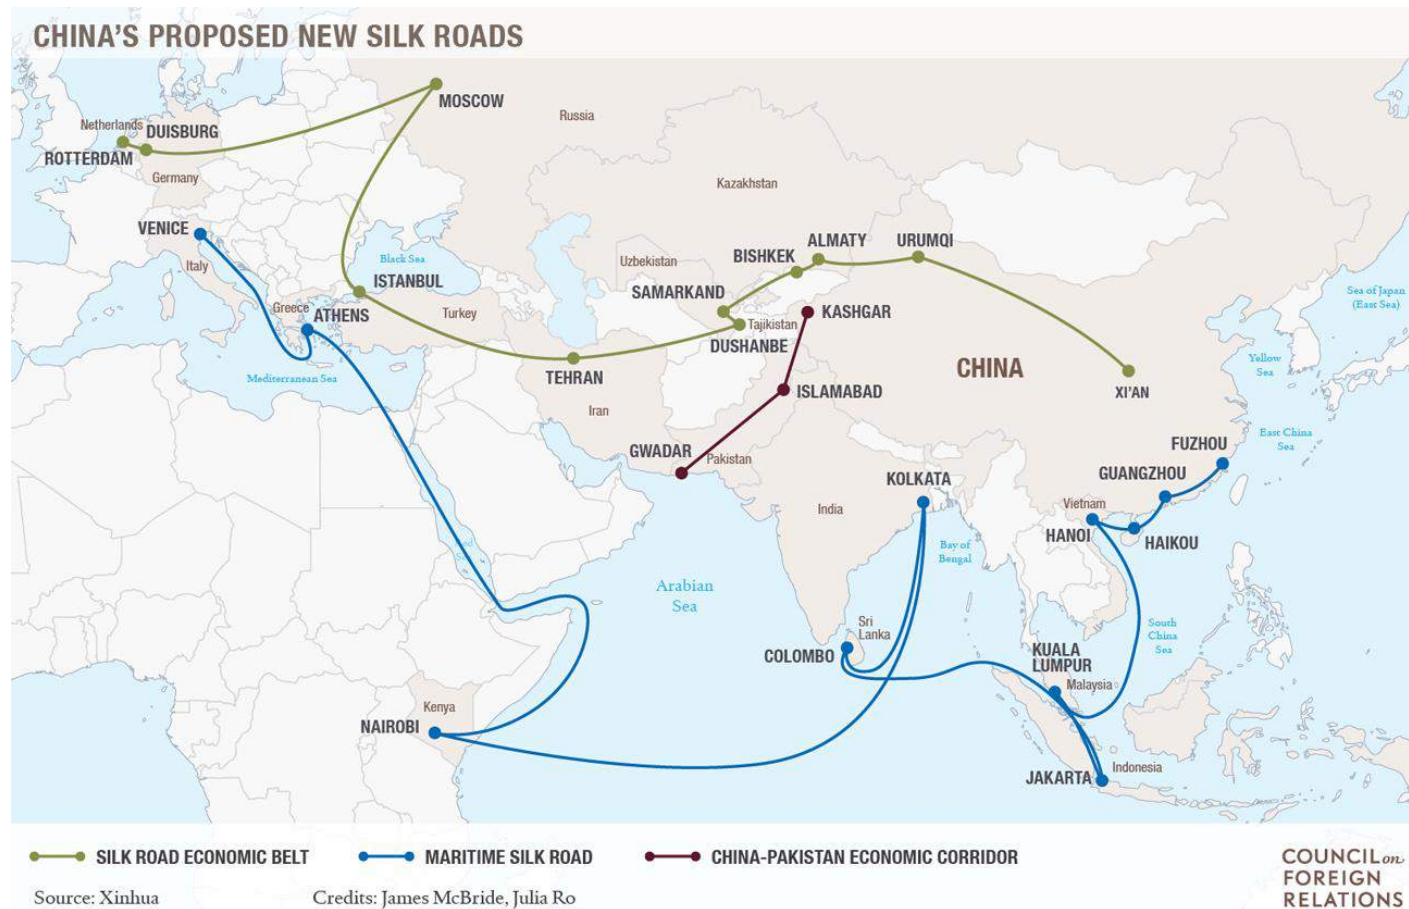 CHINA'S PROPOSED NEW SILK ROADS
MOSCOW
Russia
Netherlands
DUISBURG
ROTTERDAM
Germany
Kazakhstan
VENICE
Italy
Black Sea
ISTANBUL
Greece
ATHENS
Turkey
Mediterranean Sea
Uzbekistan
BISHKEK
ALMATY
URUMQI
SAMARKAND
Tajikistan
DUSHANBE
KASHGAR
TEHRAN
Iran
ISLAMABAD
CHINA
XI'AN
Sea of Japan
(East Sea)
Yellow
Sea
East China
Sea
GWADAR
Pakistan
KOLKATA
India
FUZHOU
GUANGZHOU
Vietnam
HANOI
HAIKOU
Bay of
Bengal
Arabian
Sea
Sri
Lanka
COLOMBO
South
China
Sea
KUALA
LUMPUR
Malaysia
Kenya
NAIROBI
JAKARTA
Indonesia
SILK ROAD ECONOMIC BELT
MARITIME SILK ROAD
CHINA-PAKISTAN ECONOMIC CORRIDOR
Source: Xinhua
Credits: James McBride, Julia Ro
COUNCIL on
FOREIGN
RELATIONS